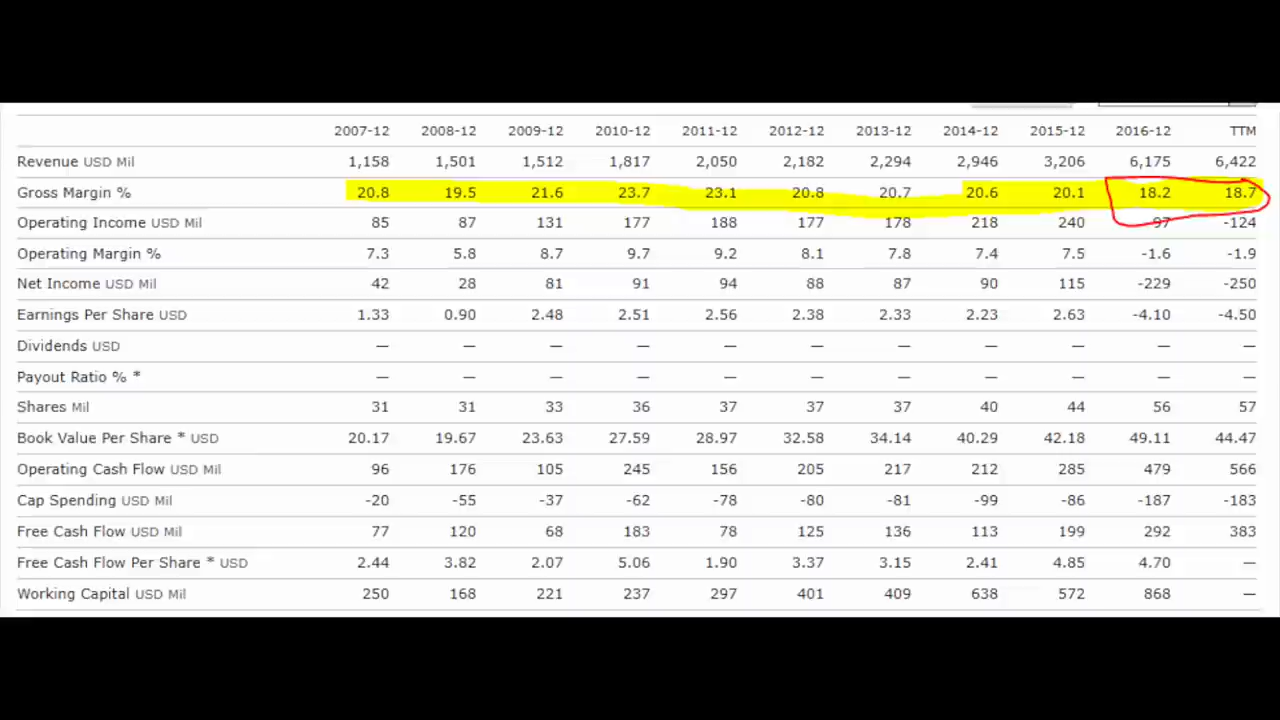 2007-12 2008-12 2009-12 2010-12 2011-12 2012-12 2013-12 2014-12 2015-12 2016-12 TTM
Revenue USD Mil 1,158 1,501 1,512 1,817 2,050 2,182 2,294 2,946 3,206 6,175 6,422
Gross Margin % 20.8 19.5 21.6 23.7 23.1 20.8 20.7 20.6 20.1 18.2 18.7
Operating Income USD Mil 85 87 131 177 188 177 178 218 240 97 -124
Operating Margin % 7.3 5.8 8.7 9.7 9.2 8.1 7.8 7.4 7.5 -1.6 -1.9
Net Income USD Mil 42 28 81 91 94 88 87 90 115 -229 -250
Earnings Per Share USD 1.33 0.90 2.48 2.51 2.56 2.38 2.33 2.23 2.63 -4.10 -4.50
Dividends USD — — — — — — — — — — —
Payout Ratio % * — — — — — — — — — — —
Shares Mil 31 31 33 36 37 37 37 40 44 56 57
Book Value Per Share * USD 20.17 19.67 23.63 27.59 28.97 32.58 34.14 40.29 42.18 49.11 44.47
Operating Cash Flow USD Mil 96 176 105 245 156 205 217 212 285 479 566
Cap Spending USD Mil -20 -55 -37 -62 -78 -80 -81 -99 -86 -187 -183
Free Cash Flow USD Mil 77 120 68 183 78 125 136 113 199 292 383
Free Cash Flow Per Share * USD 2.44 3.82 2.07 5.06 1.90 3.37 3.15 2.41 4.85 4.70 —
Working Capital USD Mil 250 168 221 237 297 401 409 638 572 868 —